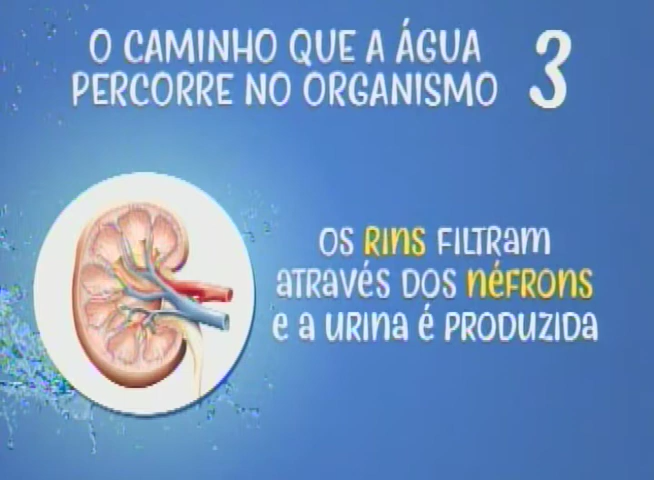 O CAMINHO QUE A ÁGUA
PERCORRE NO ORGANISMO
3
OS RINS FILTRAM
ATRAVÉS DOS NÉFRONS
E A URINA É PRODUZIDA